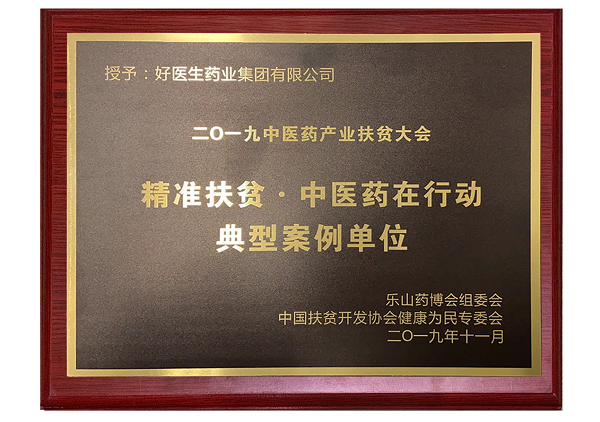 授予：好医生药业集团有限公司
二O一九中医药产业扶贫大会
精准扶贫·中医药在行动
典型案例单位
乐山药博会组委会
中国扶贫开发协会健康为民专委会
二O一九年十一月